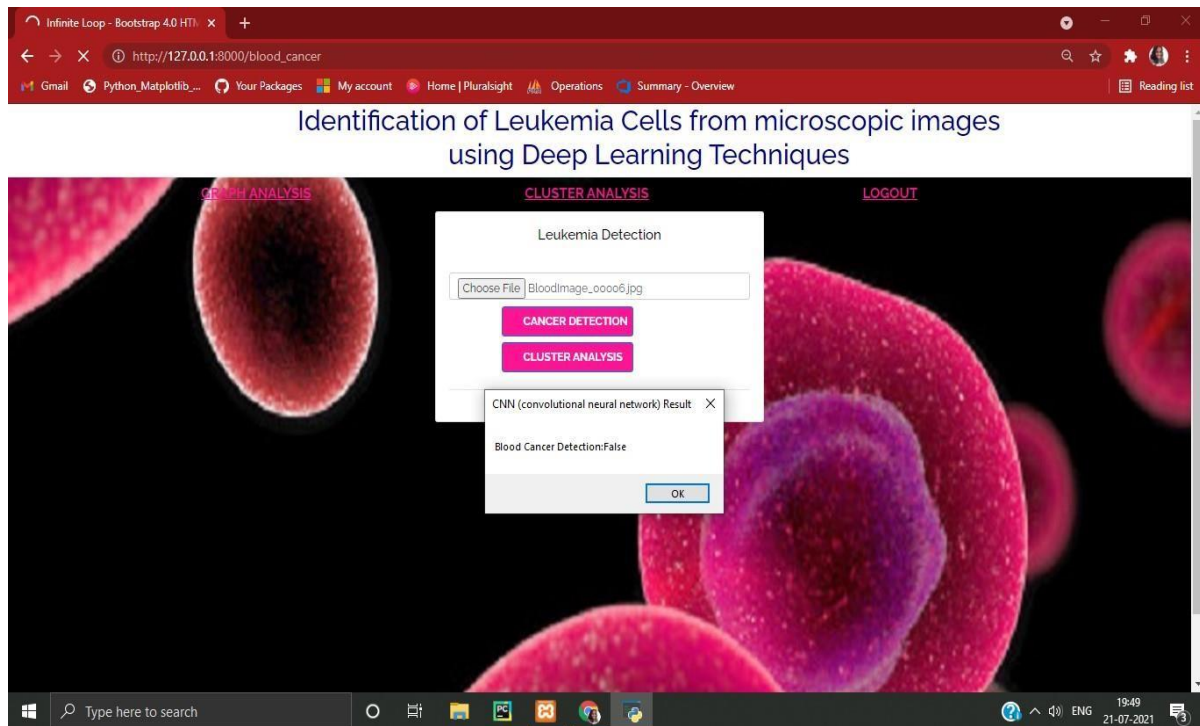 Infinite Loop - Bootstrap 4.0 HTM
http://127.0.0.1:8000/blood_cancer
Gmail Python_Matplotlib_... Your Packages My account Home | Pluralsight Operations Summary - Overview Reading list
Identification of Leukemia Cells from microscopic images
using Deep Learning Techniques
GRAPH ANALYSIS CLUSTER ANALYSIS LOGOUT
Leukemia Detection
Choose File BloodImage_00006.jpg
CANCER DETECTION
CLUSTER ANALYSIS
CNN (convolutional neural network) Result
Blood Cancer Detection:False
OK
Type here to search
ENG
19:49
21-07-2021